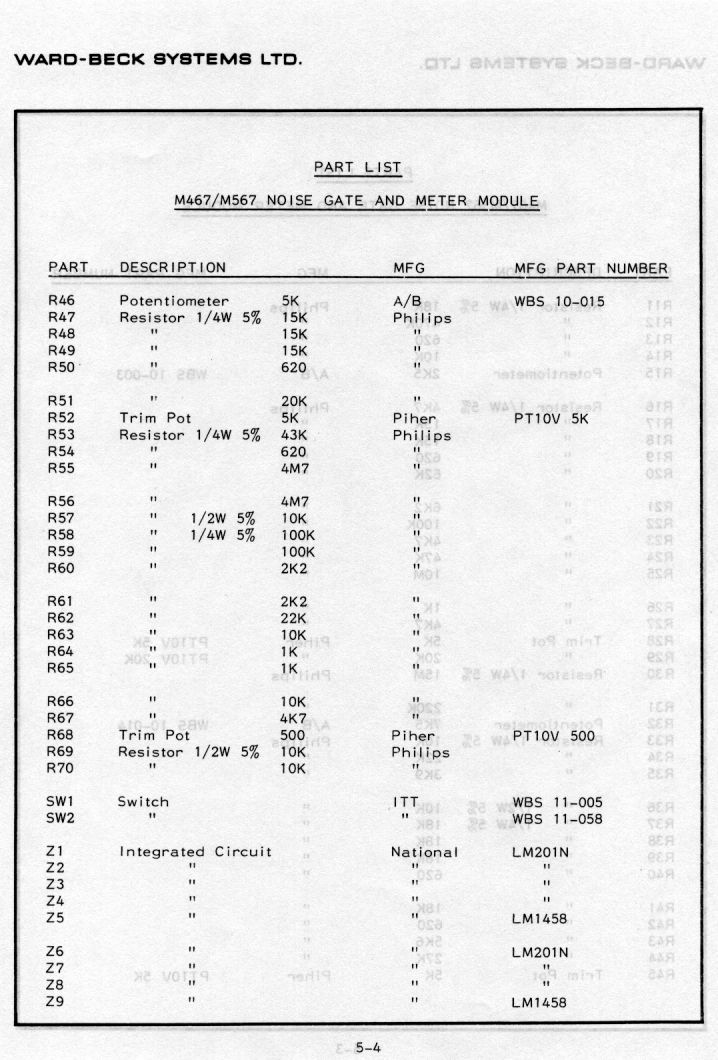 WARD-BECK SYSTEMS LTD.
PART LIST
M467/M567 NOISE GATE AND METER MODULE
PART DESCRIPTION MFG MFG PART NUMBER
R46 Potentiometer 5K A/B WBS 10-015
R47 Resistor 1/4W 5% 15K Philips
R48 " 15K "
R49 " 15K "
R50 " 620 "
R51 " 20K "
R52 Trim Pot 5K Piher PT10V 5K
R53 Resistor 1/4W 5% 43K Philips
R54 " 620 "
R55 " 4M7 "
R56 " 4M7 "
R57 " 1/2W 5% 10K "
R58 " 1/4W 5% 100K "
R59 " 100K "
R60 " 2K2 "
R61 " 2K2 "
R62 " 22K "
R63 " 10K "
R64 " 1K "
R65 " 1K "
R66 " 10K "
R67 " 4K7 "
R68 Trim Pot 500 Piher PT10V 500
R69 Resistor 1/2W 5% 10K Philips
R70 " 10K "
SW1 Switch ITT WBS 11-005
SW2 " " WBS 11-058
Z1 Integrated Circuit National LM201N
Z2 " " "
Z3 " " "
Z4 " " "
Z5 " " LM1458
Z6 " " LM201N
Z7 " " "
Z8 " " "
Z9 " " LM1458
5-4